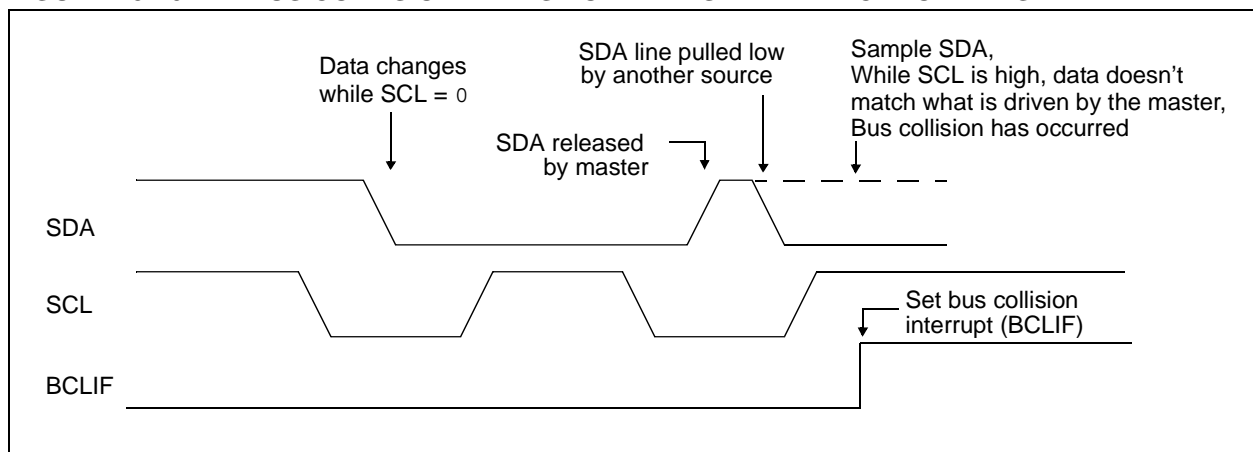 Data changes
while SCL = 0
SDA line pulled low
by another source
Sample SDA,
While SCL is high, data doesn't
match what is driven by the master,
Bus collision has occurred
SDA released
by master
SDA
SCL
Set bus collision
interrupt (BCLIF)
BCLIF